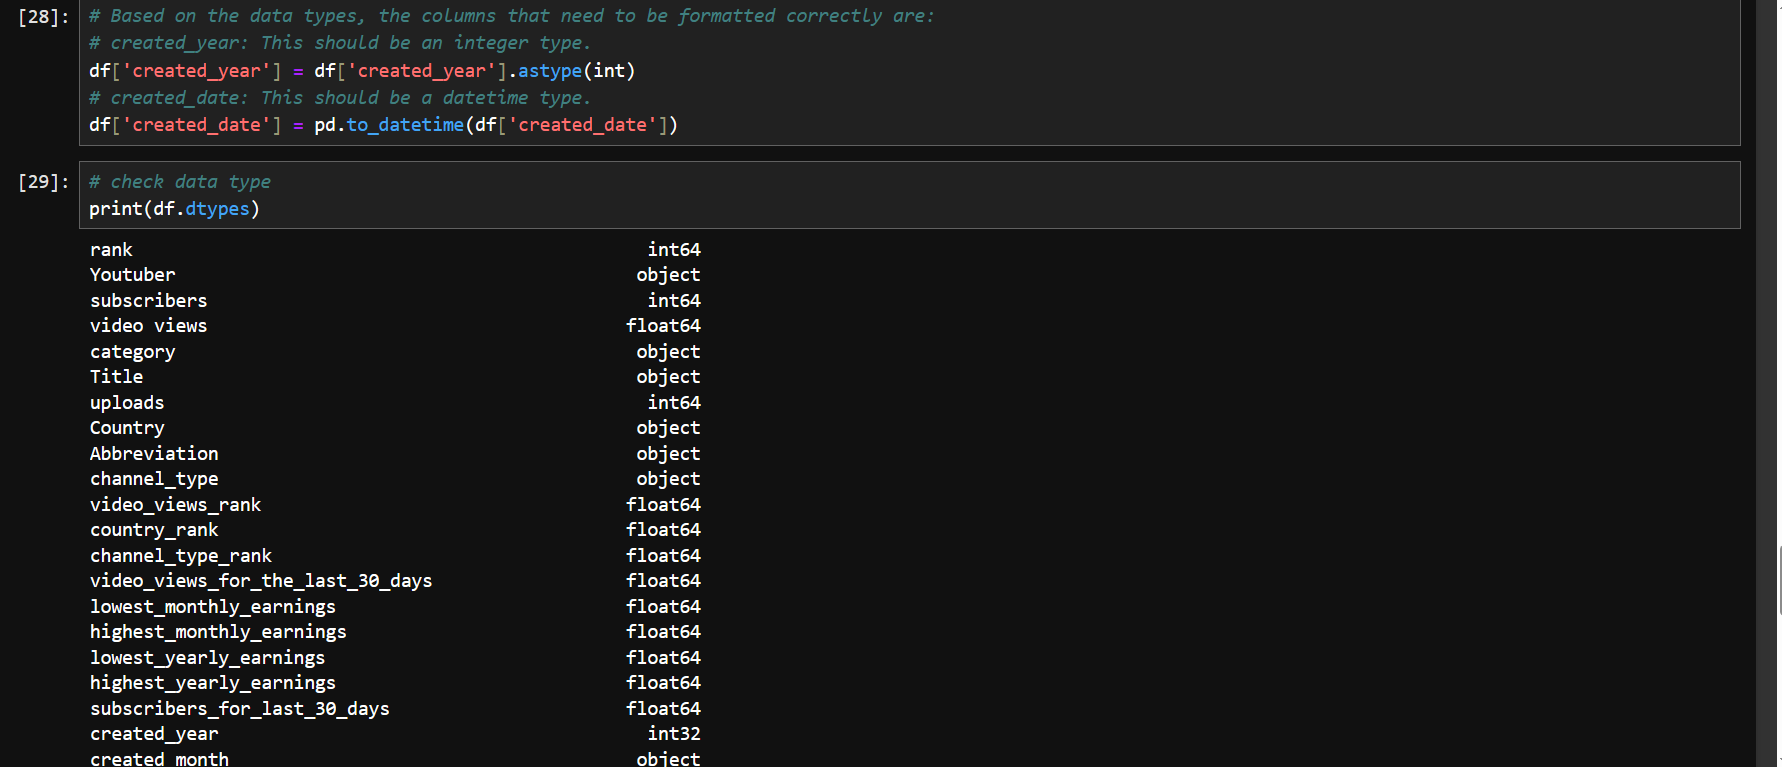 [28]: # Based on the data types, the columns that need to be formatted correctly are:
# created_year: This should be an integer type.
df['created_year'] = df['created_year'].astype(int)
# created_date: This should be a datetime type.
df['created_date'] = pd.to_datetime(df['created_date'])
[29]: # check data type
print(df.dtypes)
rank int64
Youtuber object
subscribers int64
video views float64
category object
Title object
uploads int64
Country object
Abbreviation object
channel_type object
video_views_rank float64
country_rank float64
channel_type_rank float64
video_views_for_the_last_30_days float64
lowest_monthly_earnings float64
highest_monthly_earnings float64
lowest_yearly_earnings float64
highest_yearly_earnings float64
subscribers_for_last_30_days float64
created_year int32
created_month object